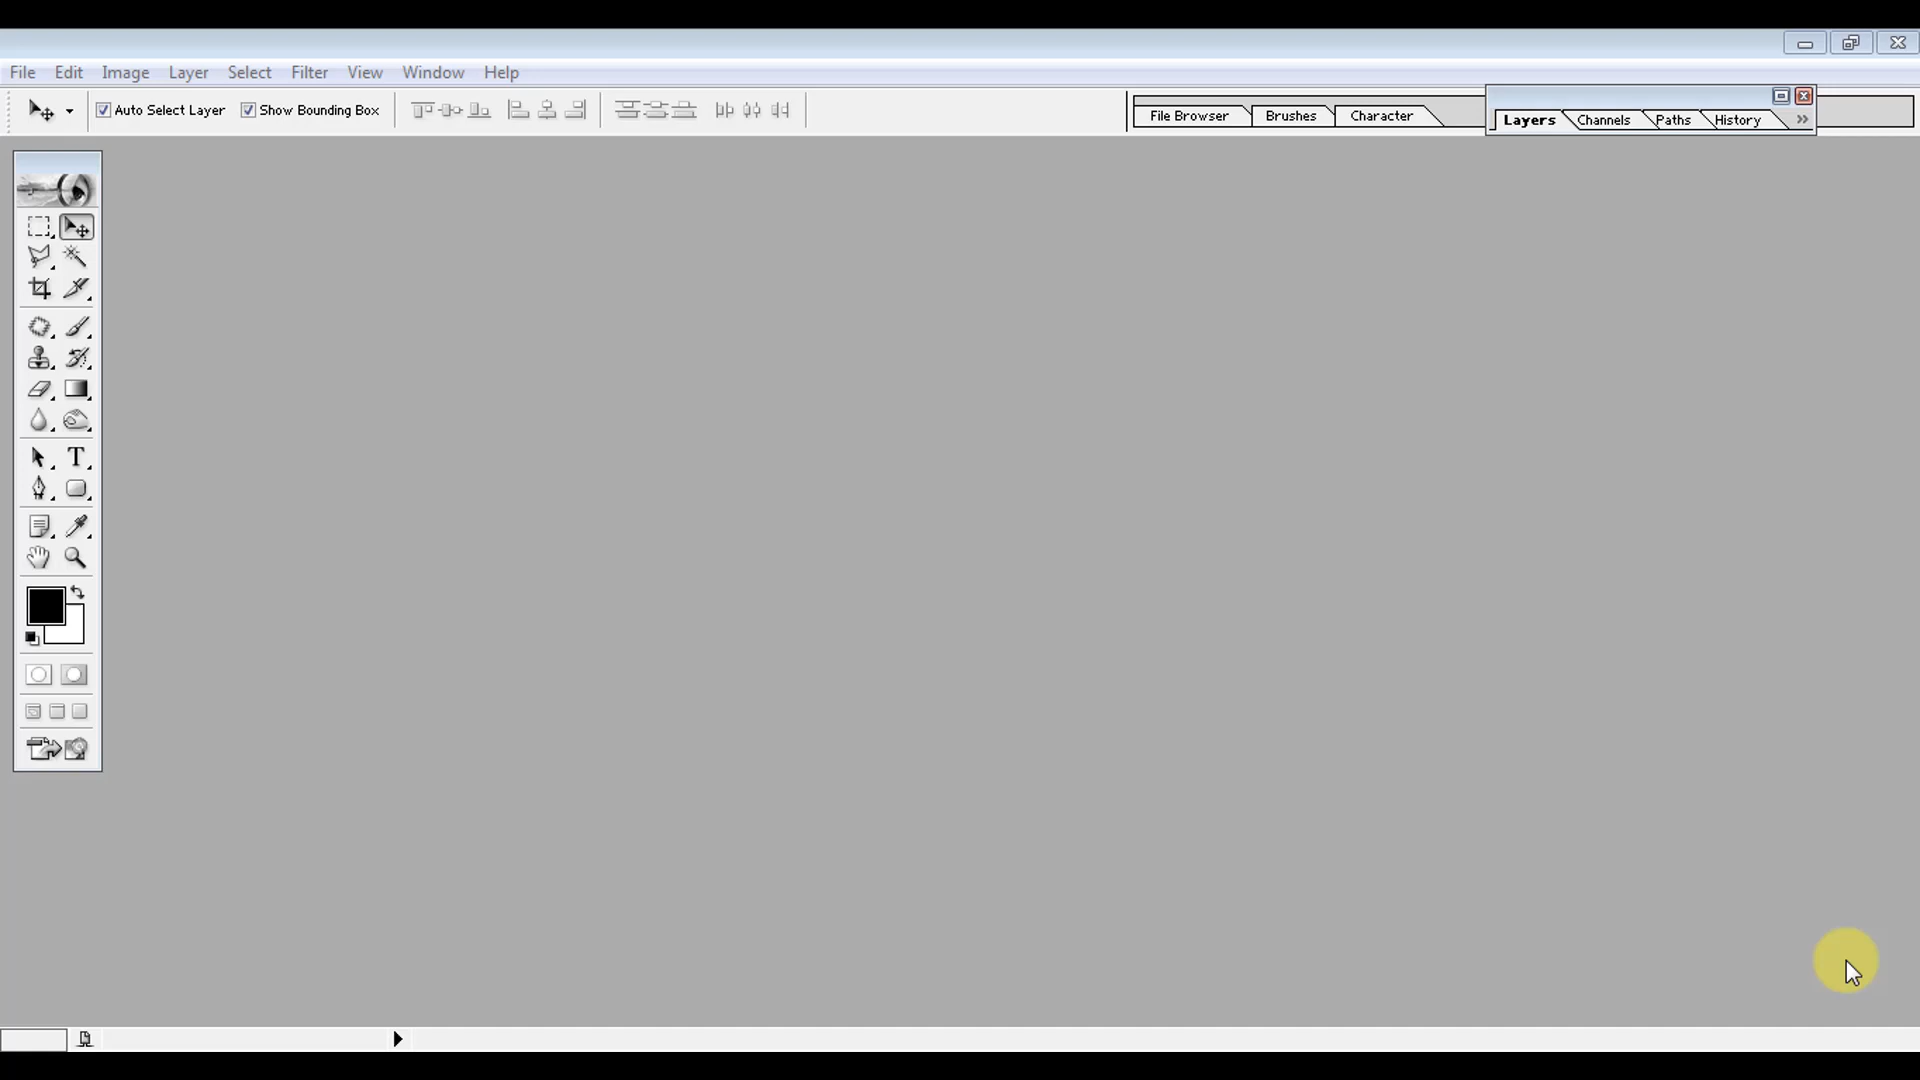 File Edit Image Layer Select Filter View Window Help
Auto Select Layer Show Bounding Box File Browser Brushes Character Layers Channels Paths History
T